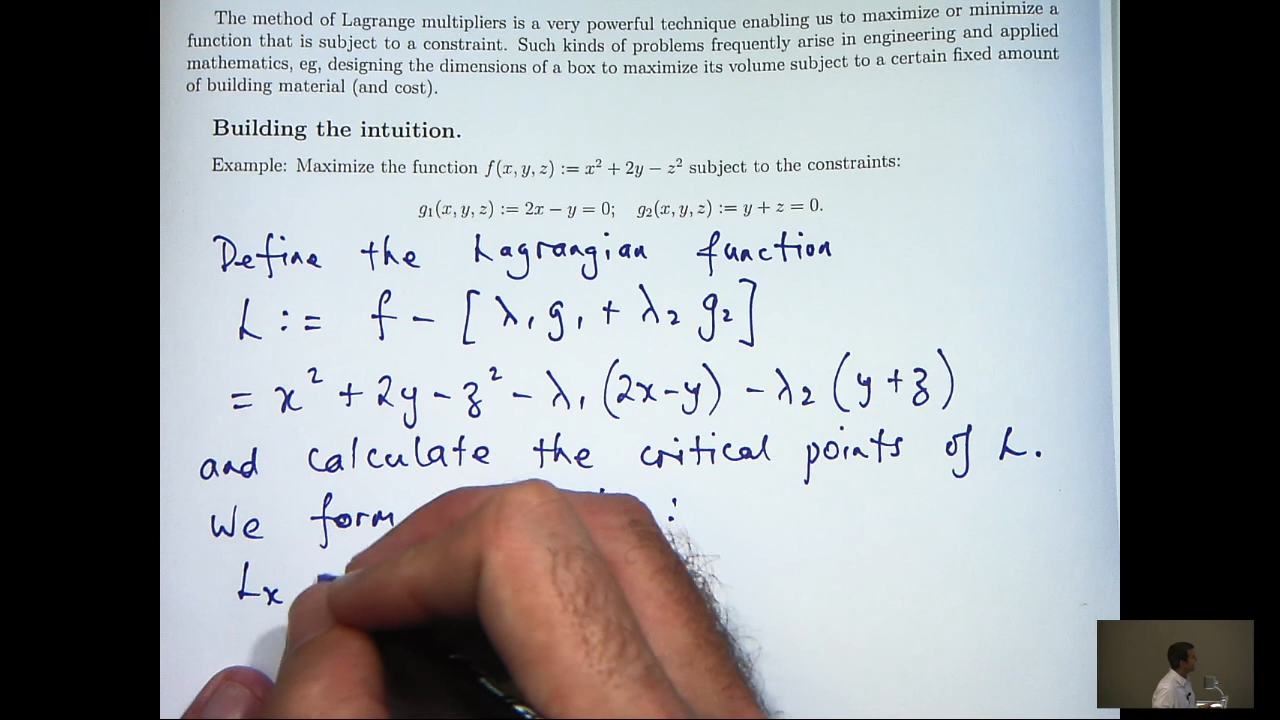 The method of Lagrange multipliers is a very powerful technique enabling us to maximize or minimize a
function that is subject to a constraint. Such kinds of problems frequently arise in engineering and applied
mathematics, eg, designing the dimensions of a box to maximize its volume subject to a certain fixed amount
of building material (and cost).
Building the intuition.
Example: Maximize the function f(x, y, z) := x² + 2y − z² subject to the constraints:
g₁(x, y, z) := 2x − y = 0; g₂(x, y, z) := y + z = 0.
Define the Lagrangian function
L := f − [λ₁ g₁ + λ₂ g₂]
= x² + 2y − z² − λ₁ (2x−y) − λ₂ (y+z)
and calculate the critical points of L.
We form :
Lₓ